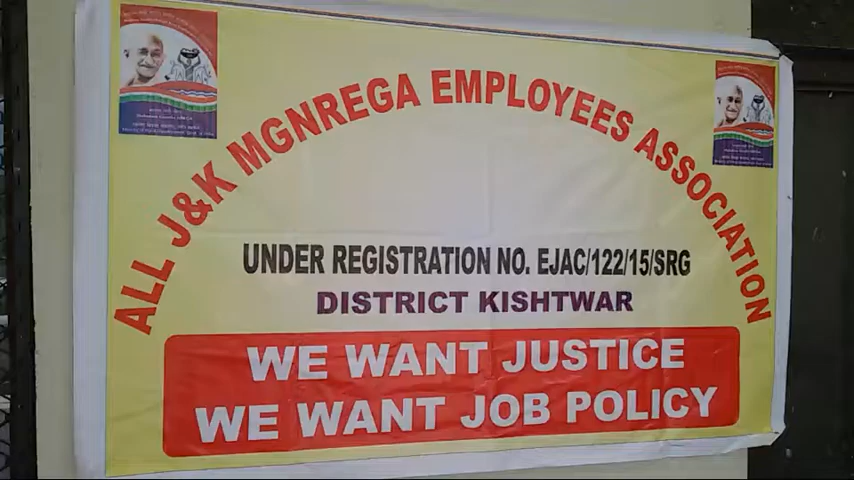 ALL J&K MGNREGA EMPLOYEES ASSOCIATION
UNDER REGISTRATION NO. EJAC/122/15/SRG
DISTRICT KISHTWAR
WE WANT JUSTICE
WE WANT JOB POLICY